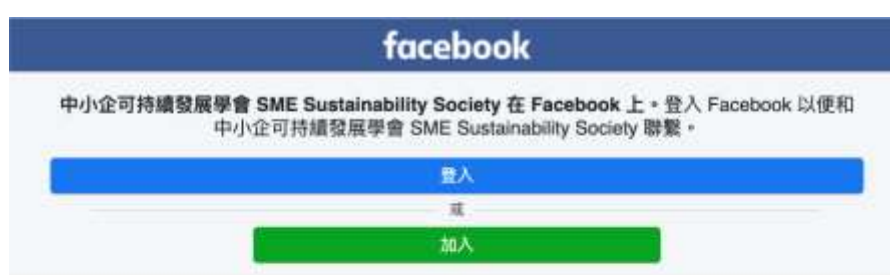 facebook
中小企可持續發展學會 SME Sustainability Society 在 Facebook 上。登入 Facebook 以便和
中小企可持續發展學會 SME Sustainability Society 聯繫。
登入
或
加入